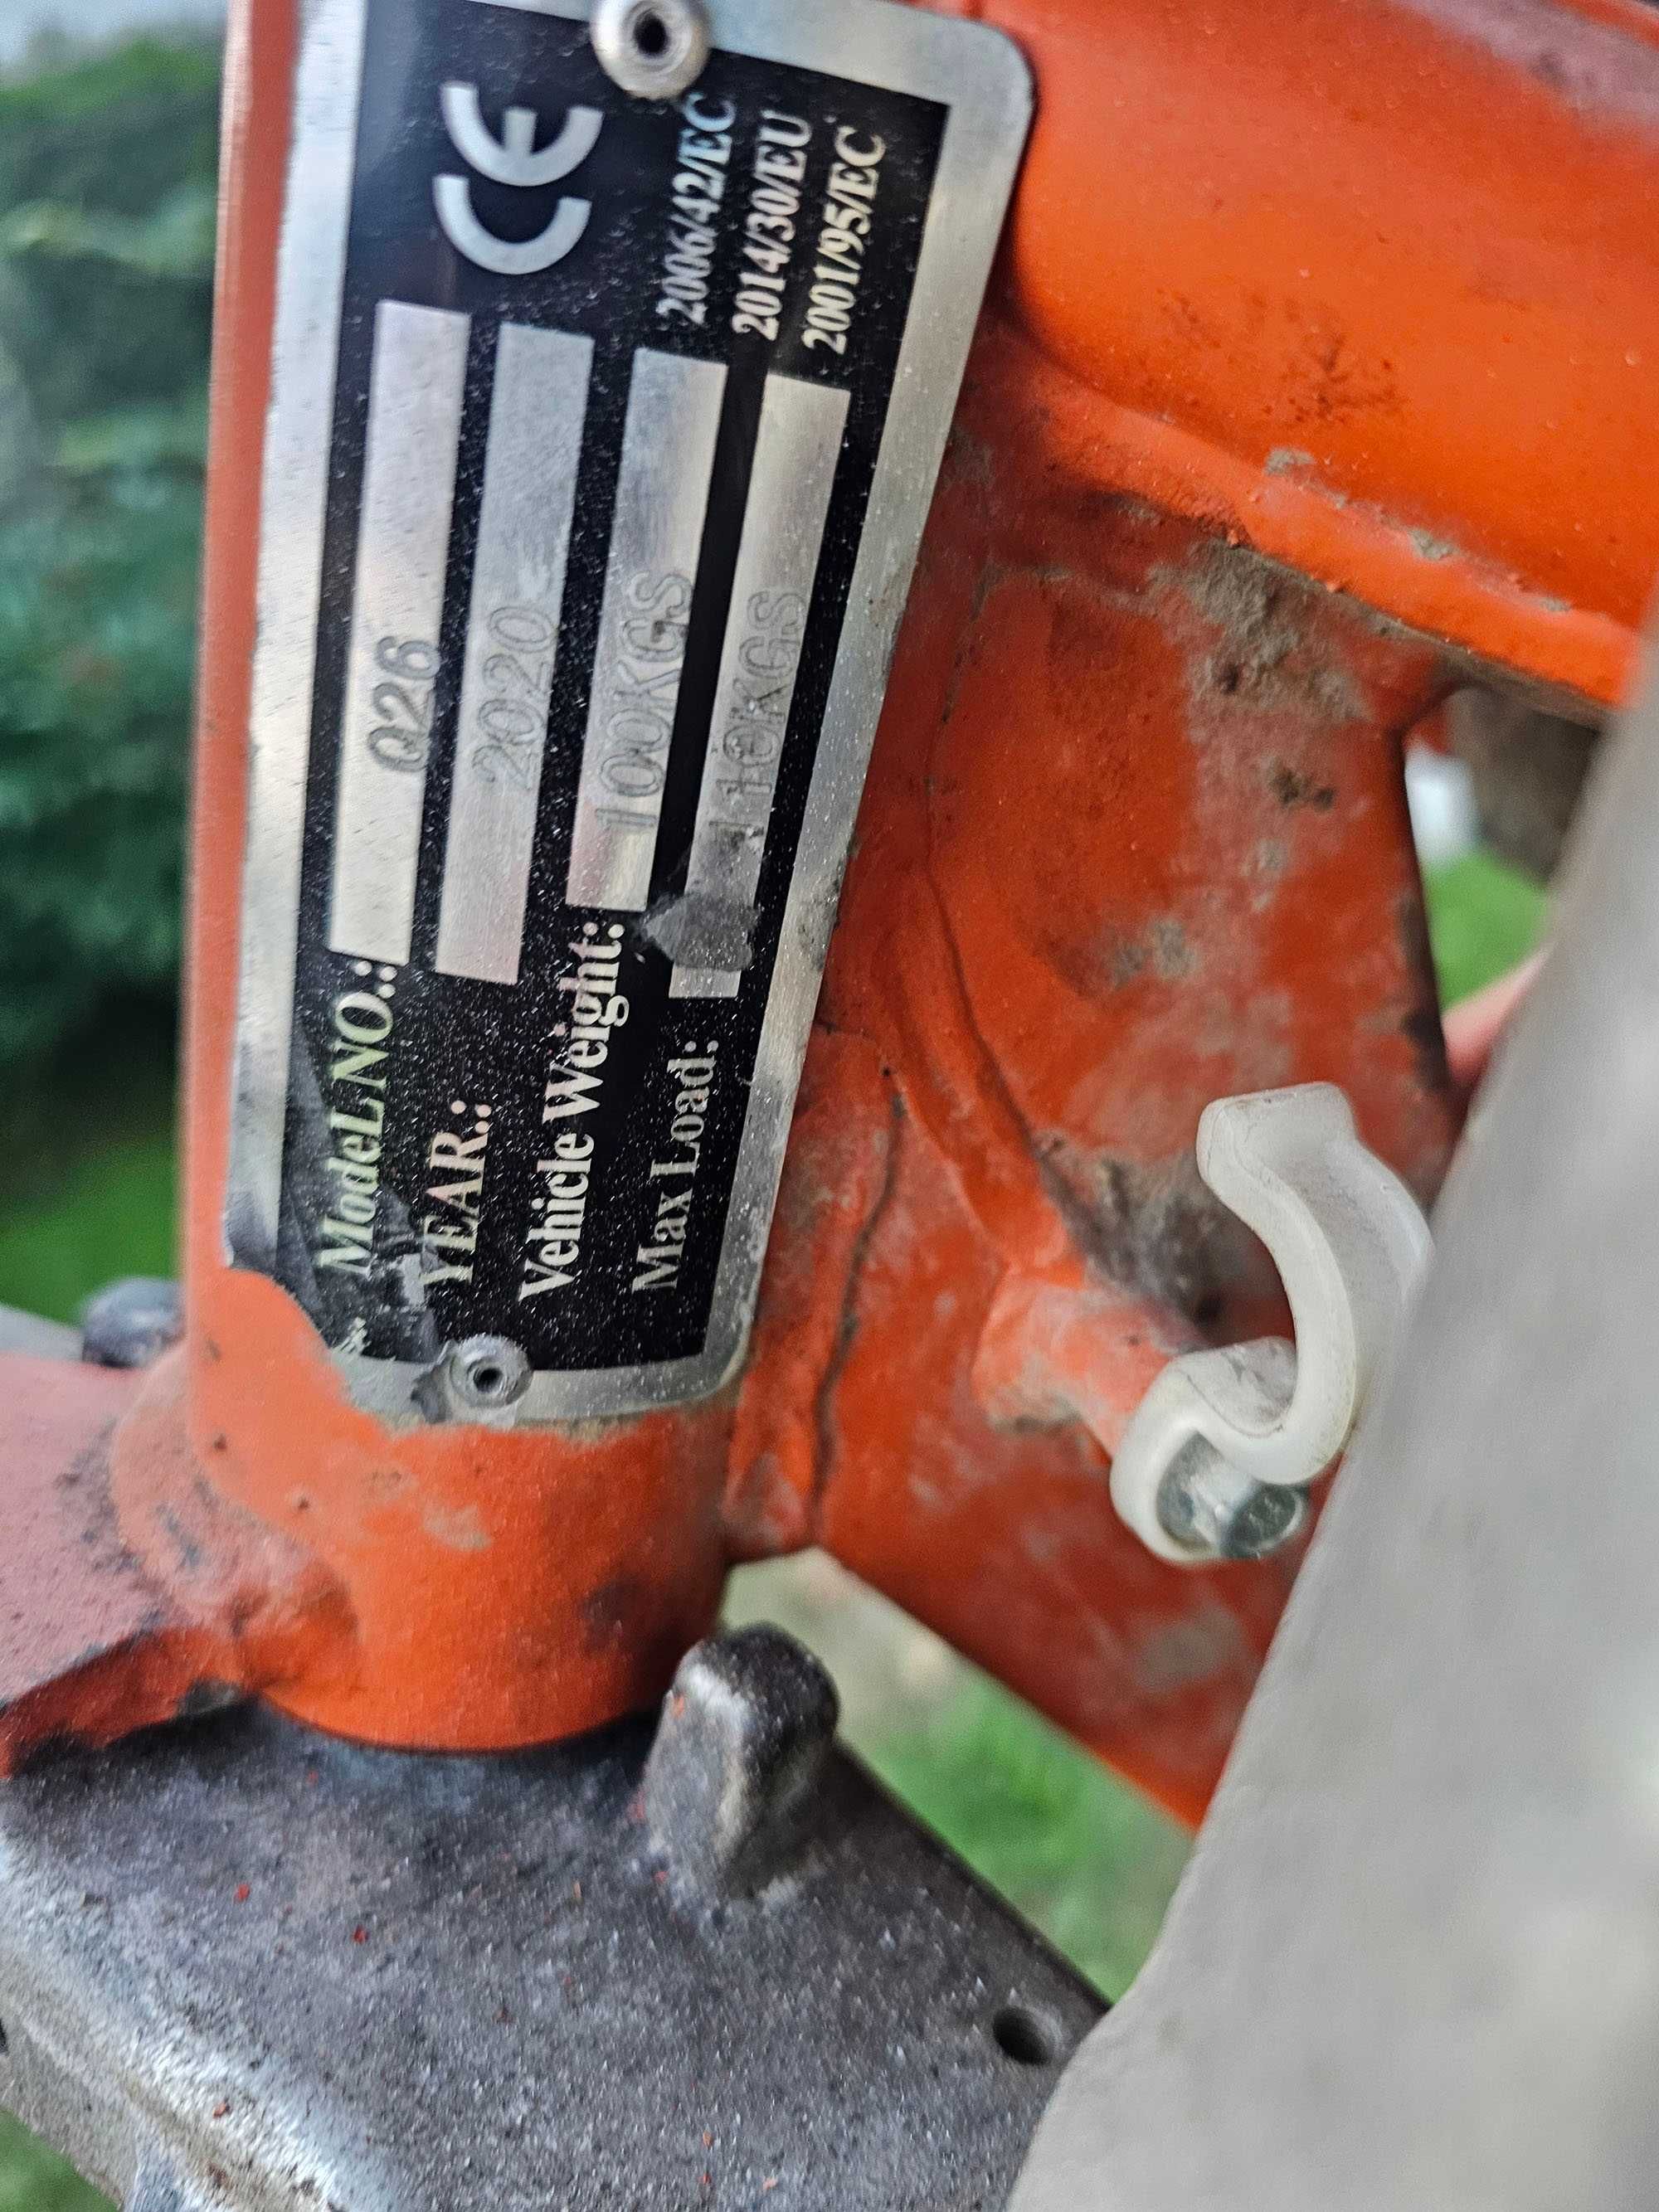 ModeL NO.: 026
YEAR.: 2020
Vehicle Weight: 100KGS
Max Load: 110KGS
CE
2006/42/EC
2014/30/EU
2001/95/EC